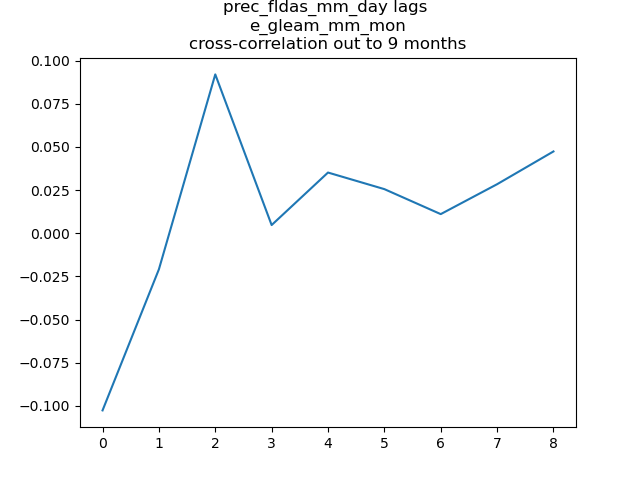 prec_fldas_mm_day lags
e_gleam_mm_mon
cross-correlation out to 9 months
0.100
0.075
0.050
0.025
0.000
−0.025
−0.050
−0.075
−0.100
0 1 2 3 4 5 6 7 8